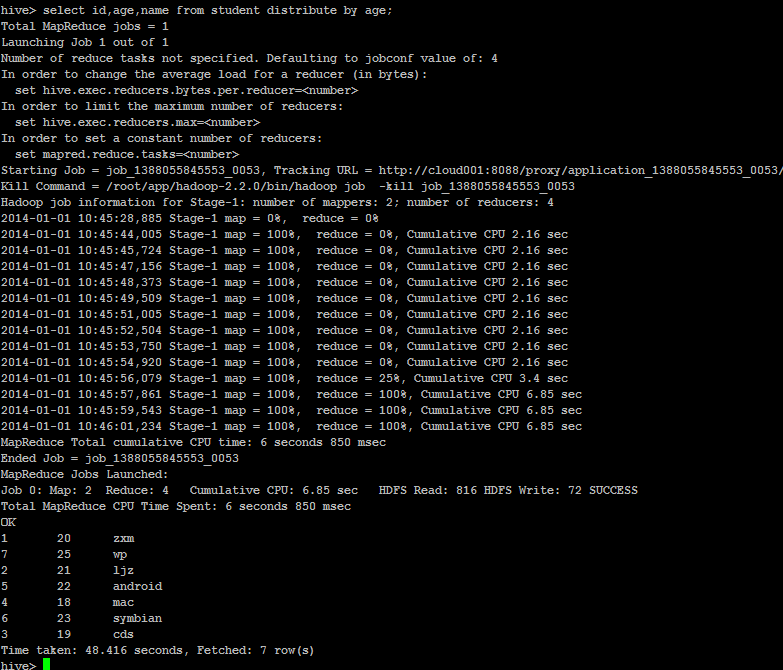 hive> select id,age,name from student distribute by age;
Total MapReduce jobs = 1
Launching Job 1 out of 1
Number of reduce tasks not specified. Defaulting to jobconf value of: 4
In order to change the average load for a reducer (in bytes):
  set hive.exec.reducers.bytes.per.reducer=<number>
In order to limit the maximum number of reducers:
  set hive.exec.reducers.max=<number>
In order to set a constant number of reducers:
  set mapred.reduce.tasks=<number>
Starting Job = job_1388055845553_0053, Tracking URL = http://cloud001:8088/proxy/application_1388055845553_0053/
Kill Command = /root/app/hadoop-2.2.0/bin/hadoop job  -kill job_1388055845553_0053
Hadoop job information for Stage-1: number of mappers: 2; number of reducers: 4
2014-01-01 10:45:28,885 Stage-1 map = 0%,  reduce = 0%
2014-01-01 10:45:44,005 Stage-1 map = 100%,  reduce = 0%, Cumulative CPU 2.16 sec
2014-01-01 10:45:45,724 Stage-1 map = 100%,  reduce = 0%, Cumulative CPU 2.16 sec
2014-01-01 10:45:47,156 Stage-1 map = 100%,  reduce = 0%, Cumulative CPU 2.16 sec
2014-01-01 10:45:48,373 Stage-1 map = 100%,  reduce = 0%, Cumulative CPU 2.16 sec
2014-01-01 10:45:49,509 Stage-1 map = 100%,  reduce = 0%, Cumulative CPU 2.16 sec
2014-01-01 10:45:51,005 Stage-1 map = 100%,  reduce = 0%, Cumulative CPU 2.16 sec
2014-01-01 10:45:52,504 Stage-1 map = 100%,  reduce = 0%, Cumulative CPU 2.16 sec
2014-01-01 10:45:53,750 Stage-1 map = 100%,  reduce = 0%, Cumulative CPU 2.16 sec
2014-01-01 10:45:54,920 Stage-1 map = 100%,  reduce = 0%, Cumulative CPU 2.16 sec
2014-01-01 10:45:56,079 Stage-1 map = 100%,  reduce = 25%, Cumulative CPU 3.4 sec
2014-01-01 10:45:57,861 Stage-1 map = 100%,  reduce = 100%, Cumulative CPU 6.85 sec
2014-01-01 10:45:59,543 Stage-1 map = 100%,  reduce = 100%, Cumulative CPU 6.85 sec
2014-01-01 10:46:01,234 Stage-1 map = 100%,  reduce = 100%, Cumulative CPU 6.85 sec
MapReduce Total cumulative CPU time: 6 seconds 850 msec
Ended Job = job_1388055845553_0053
MapReduce Jobs Launched:
Job 0: Map: 2  Reduce: 4   Cumulative CPU: 6.85 sec   HDFS Read: 816 HDFS Write: 72 SUCCESS
Total MapReduce CPU Time Spent: 6 seconds 850 msec
OK
1       20      zxm
7       25      wp
2       21      ljz
5       22      android
4       18      mac
6       23      symbian
3       19      cds
Time taken: 48.416 seconds, Fetched: 7 row(s)
hive>